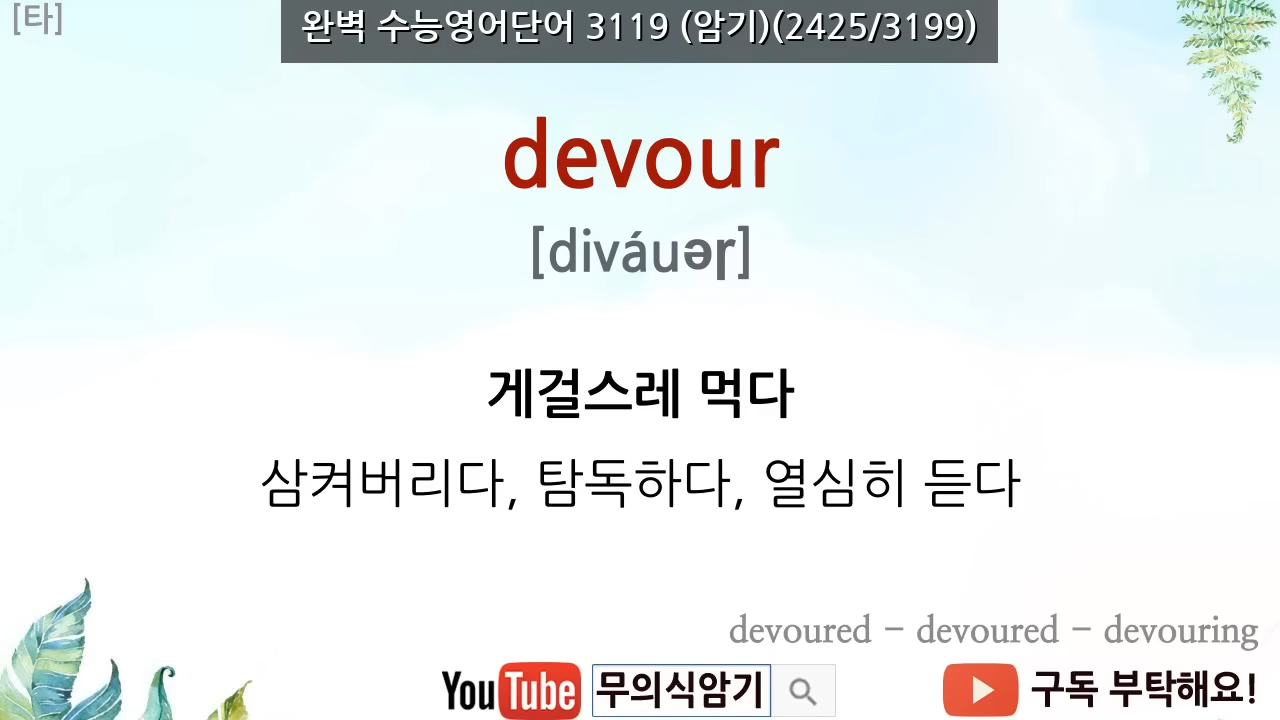 [타]
완벽 수능영어단어 3119 (암기)(2425/3199)
devour
[diváuəɼ]
게걸스레 먹다
삼켜버리다, 탐독하다, 열심히 듣다
devoured - devoured - devouring
YouTube 무의식암기 구독 부탁해요!